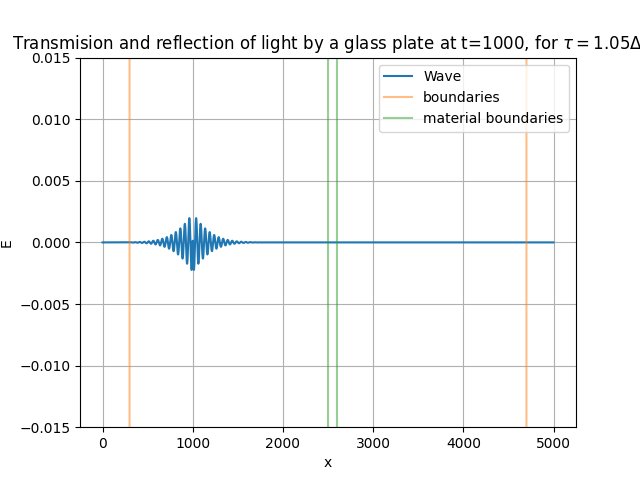 Transmision and reflection of light by a glass plate at t=1000, for τ = 1.05Δ
0.015
0.010
0.005
0.000
−0.005
−0.010
−0.015
E
Wave
boundaries
material boundaries
0 1000 2000 3000 4000 5000
x